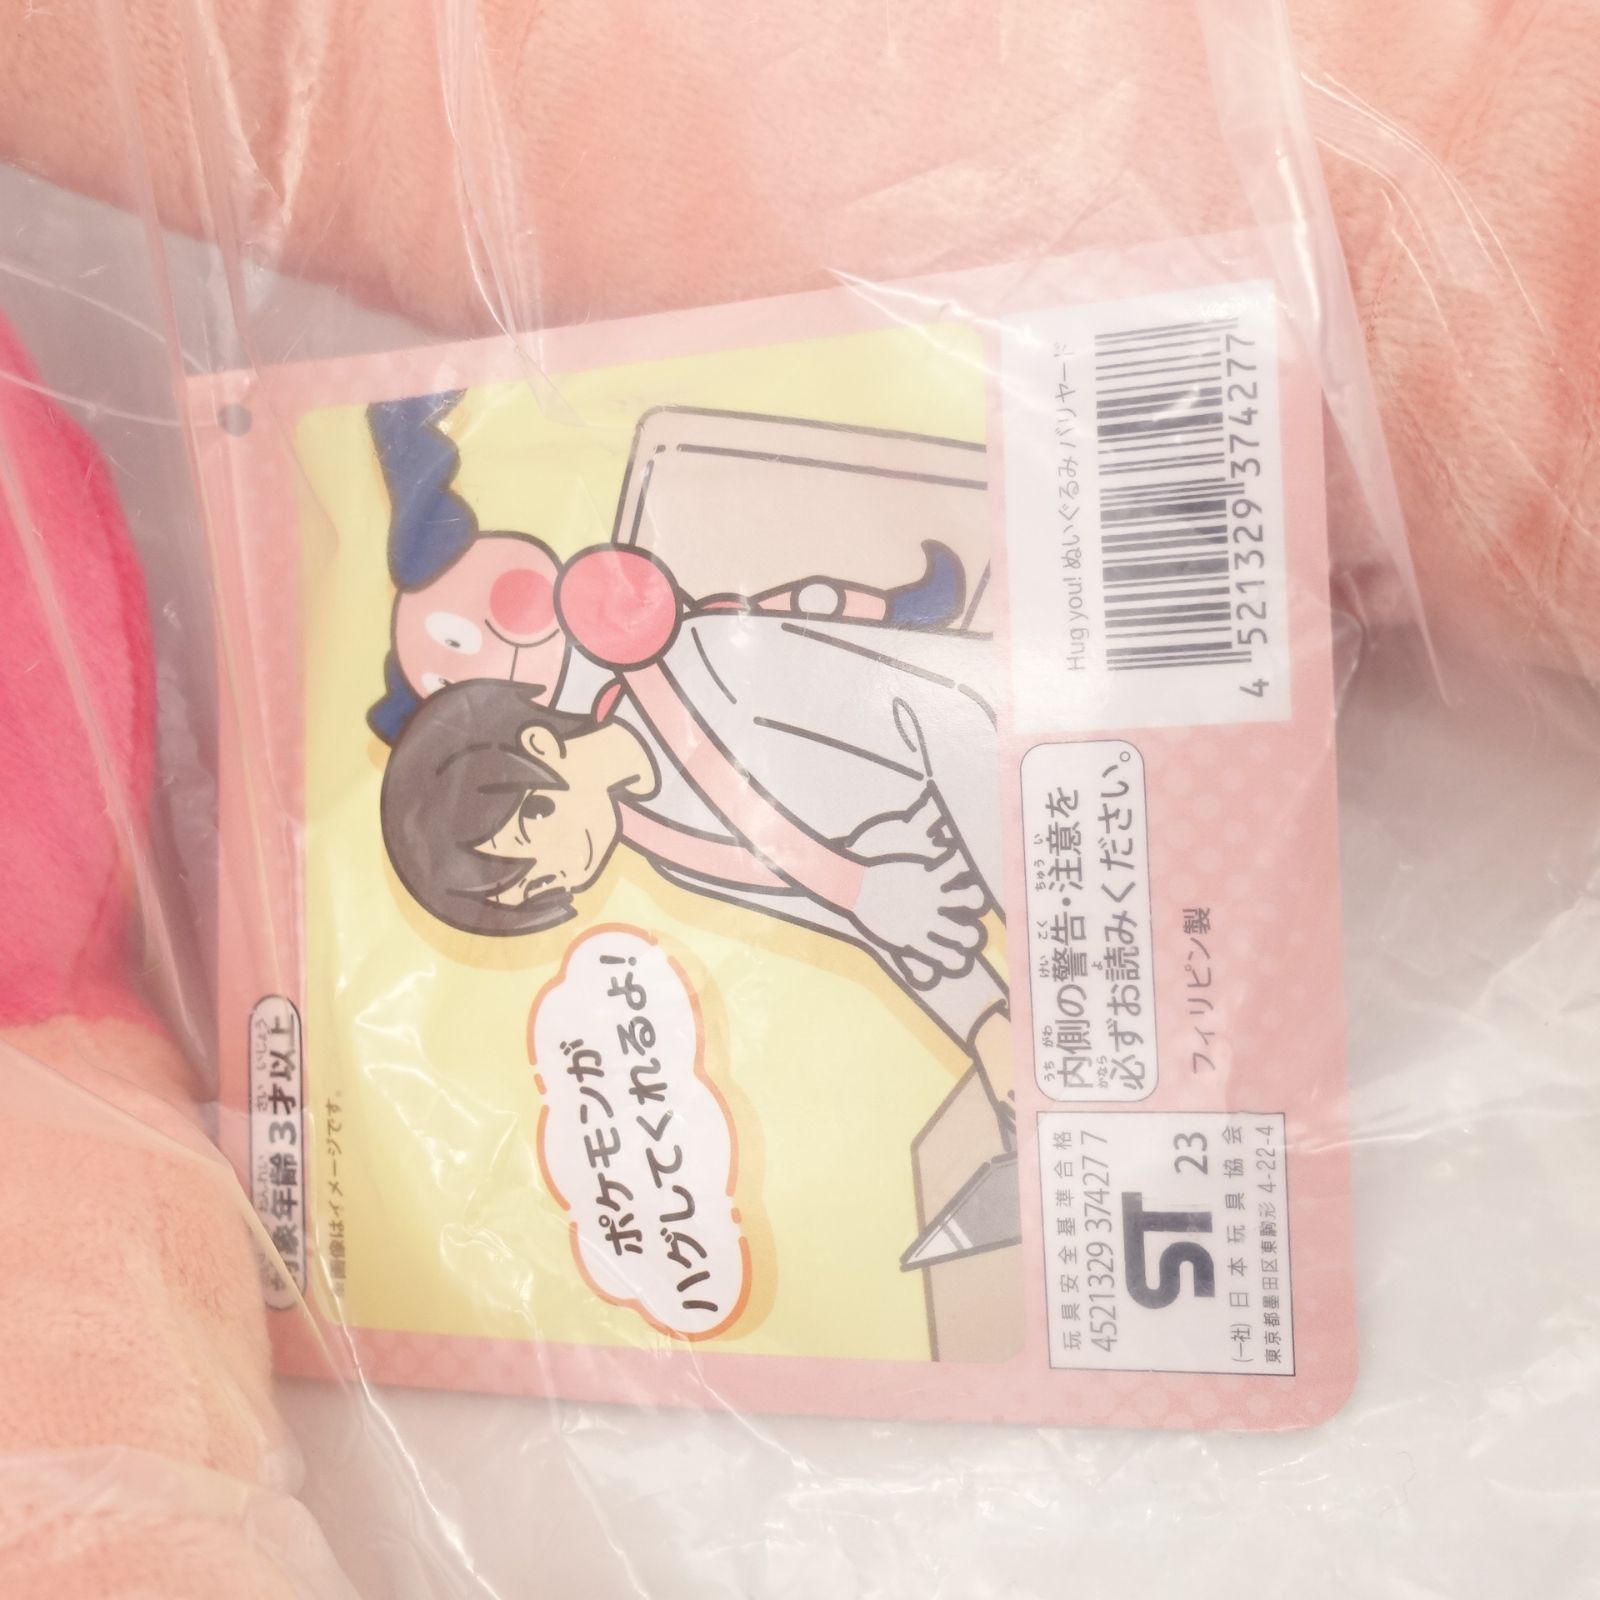 対象年齢3才以上
※画像はイメージです。
ポケモンが
ハグしてくれるよ!
Hug you! ぬいぐるみ バリヤード
4 521329 374277
内側の警告・注意を
必ずお読みください。
フィリピン製
玩具安全基準合格
4521329 37427 7
ST 23
(一社) 日本玩具協会
東京都墨田区東駒形 4-22-4